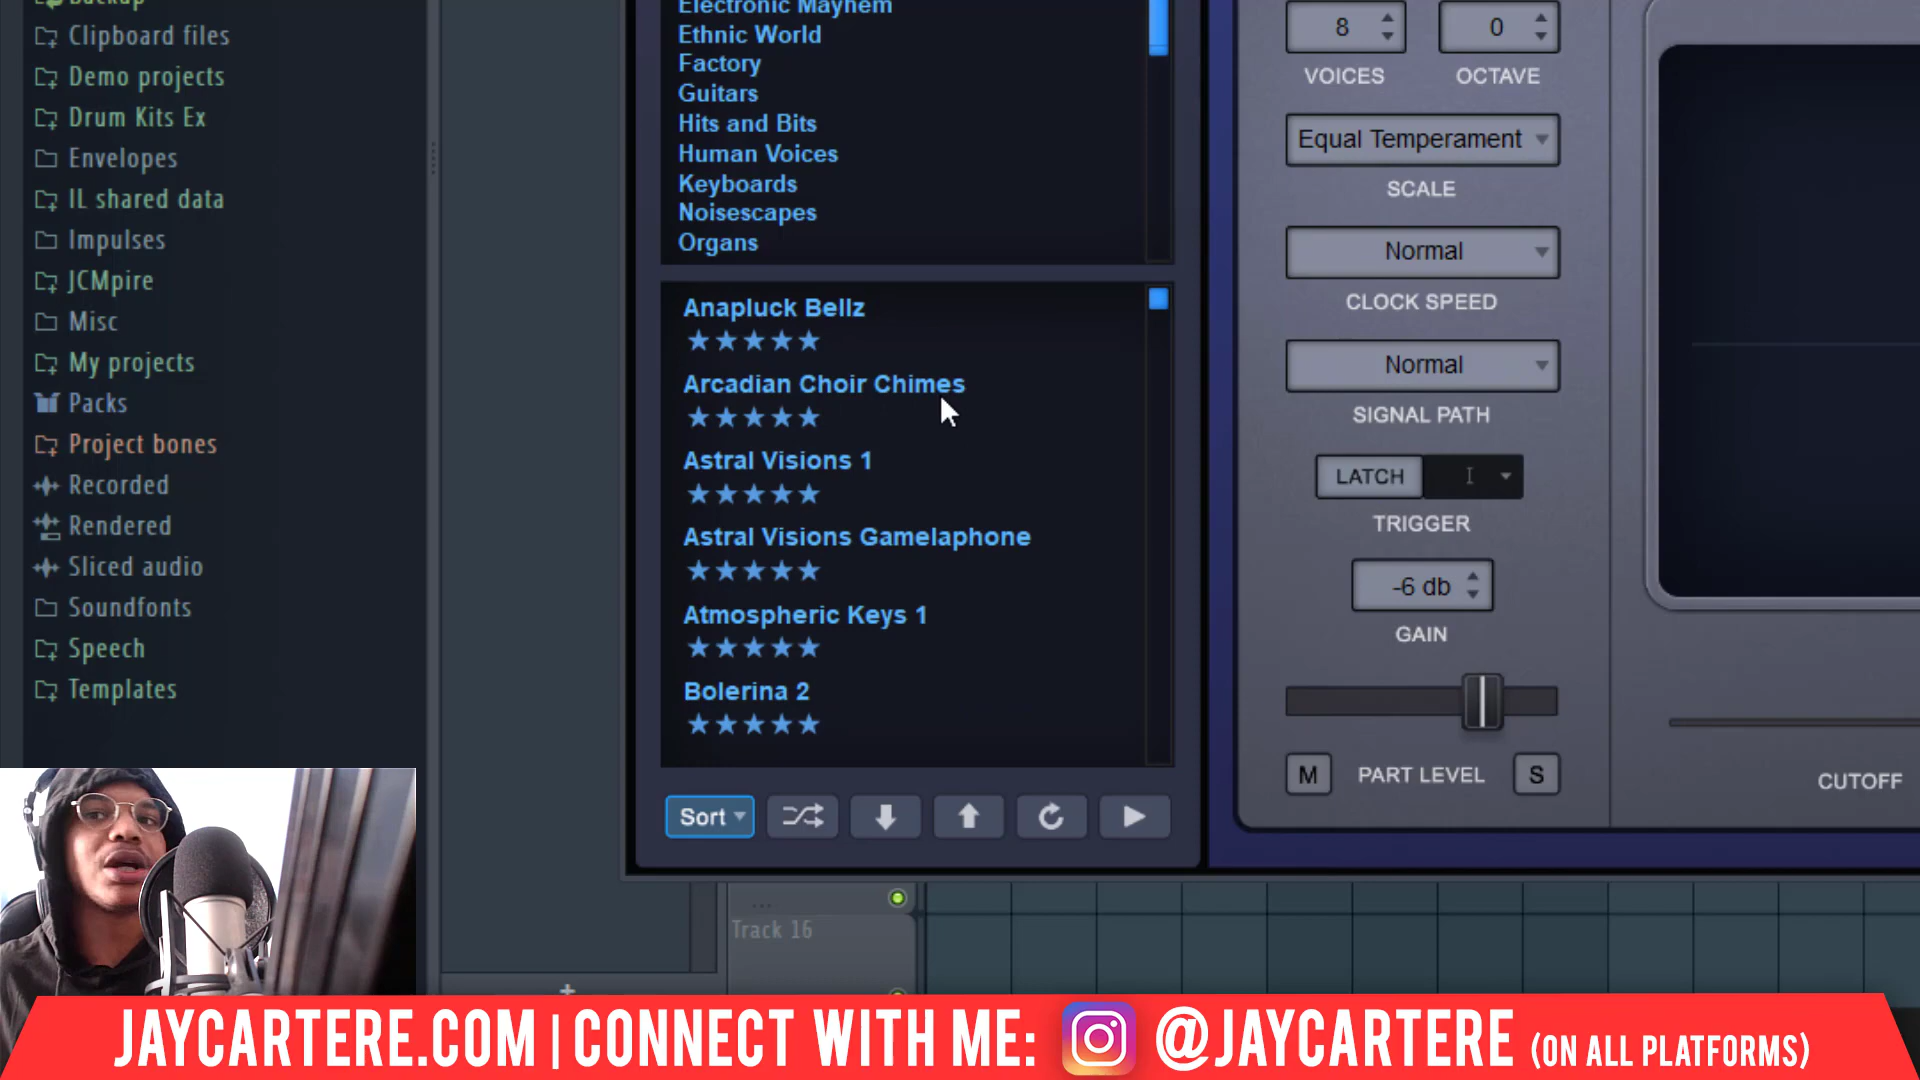 Backup
Clipboard files
Demo projects
Drum Kits Ex
Envelopes
IL shared data
Impulses
JCMpire
Misc
My projects
Packs
Project bones
Recorded
Rendered
Sliced audio
Soundfonts
Speech
Templates
Electronic Mayhem
Ethnic World
Factory
Guitars
Hits and Bits
Human Voices
Keyboards
Noisescapes
Organs
Anapluck Bellz
Arcadian Choir Chimes
Astral Visions 1
Astral Visions Gamelaphone
Atmospheric Keys 1
Bolerina 2
Sort
8
0
VOICES
OCTAVE
Equal Temperament
SCALE
Normal
CLOCK SPEED
Normal
SIGNAL PATH
LATCH
I
TRIGGER
-6 db
GAIN
M
PART LEVEL
S
CUTOFF
Track 16
JAYCARTERE.COM | CONNECT WITH ME: @JAYCARTERE (ON ALL PLATFORMS)